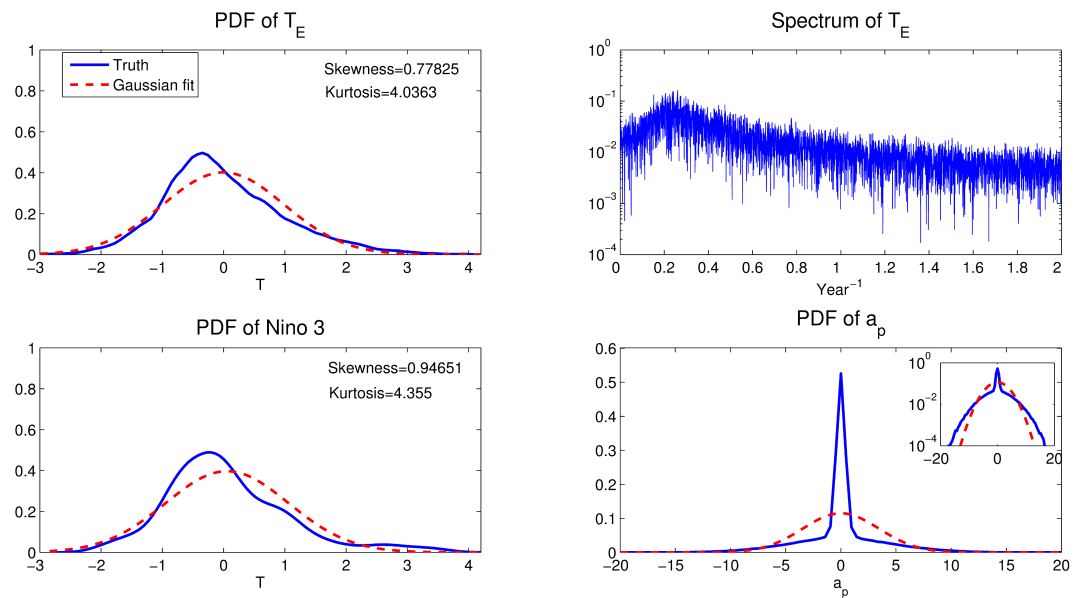 PDF of T_E
1
0.8
0.6
0.4
0.2
0
Truth
Gaussian fit
Skewness=0.77825
Kurtosis=4.0363
−3 −2 −1 0 1 2 3 4
T
Spectrum of T_E
10^0
10^−1
10^−2
10^−3
10^−4
0 0.2 0.4 0.6 0.8 1 1.2 1.4 1.6 1.8 2
Year^−1
PDF of Nino 3
1
0.8
0.6
0.4
0.2
0
Skewness=0.94651
Kurtosis=4.355
−3 −2 −1 0 1 2 3 4
T
PDF of a_p
0.6
0.5
0.4
0.3
0.2
0.1
0
10^0
10^−2
10^−4
−20 0 20
−20 −15 −10 −5 0 5 10 15 20
a_p